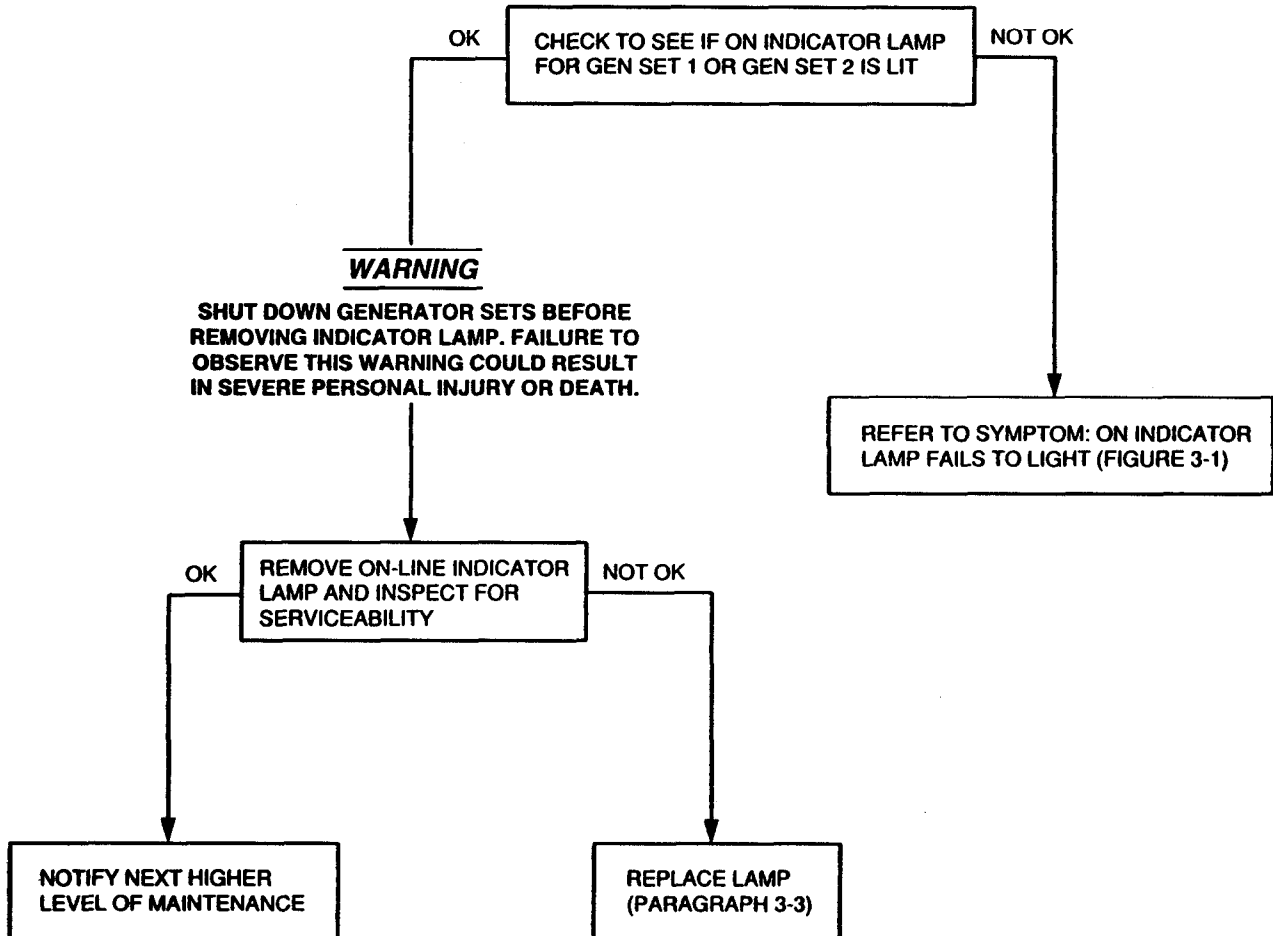 OK
CHECK TO SEE IF ON INDICATOR LAMP
FOR GEN SET 1 OR GEN SET 2 IS LIT
NOT OK
WARNING
SHUT DOWN GENERATOR SETS BEFORE
REMOVING INDICATOR LAMP. FAILURE TO
OBSERVE THIS WARNING COULD RESULT
IN SEVERE PERSONAL INJURY OR DEATH.
REFER TO SYMPTOM: ON INDICATOR
LAMP FAILS TO LIGHT (FIGURE 3-1)
OK
REMOVE ON-LINE INDICATOR
LAMP AND INSPECT FOR
SERVICEABILITY
NOT OK
NOTIFY NEXT HIGHER
LEVEL OF MAINTENANCE
REPLACE LAMP
(PARAGRAPH 3-3)